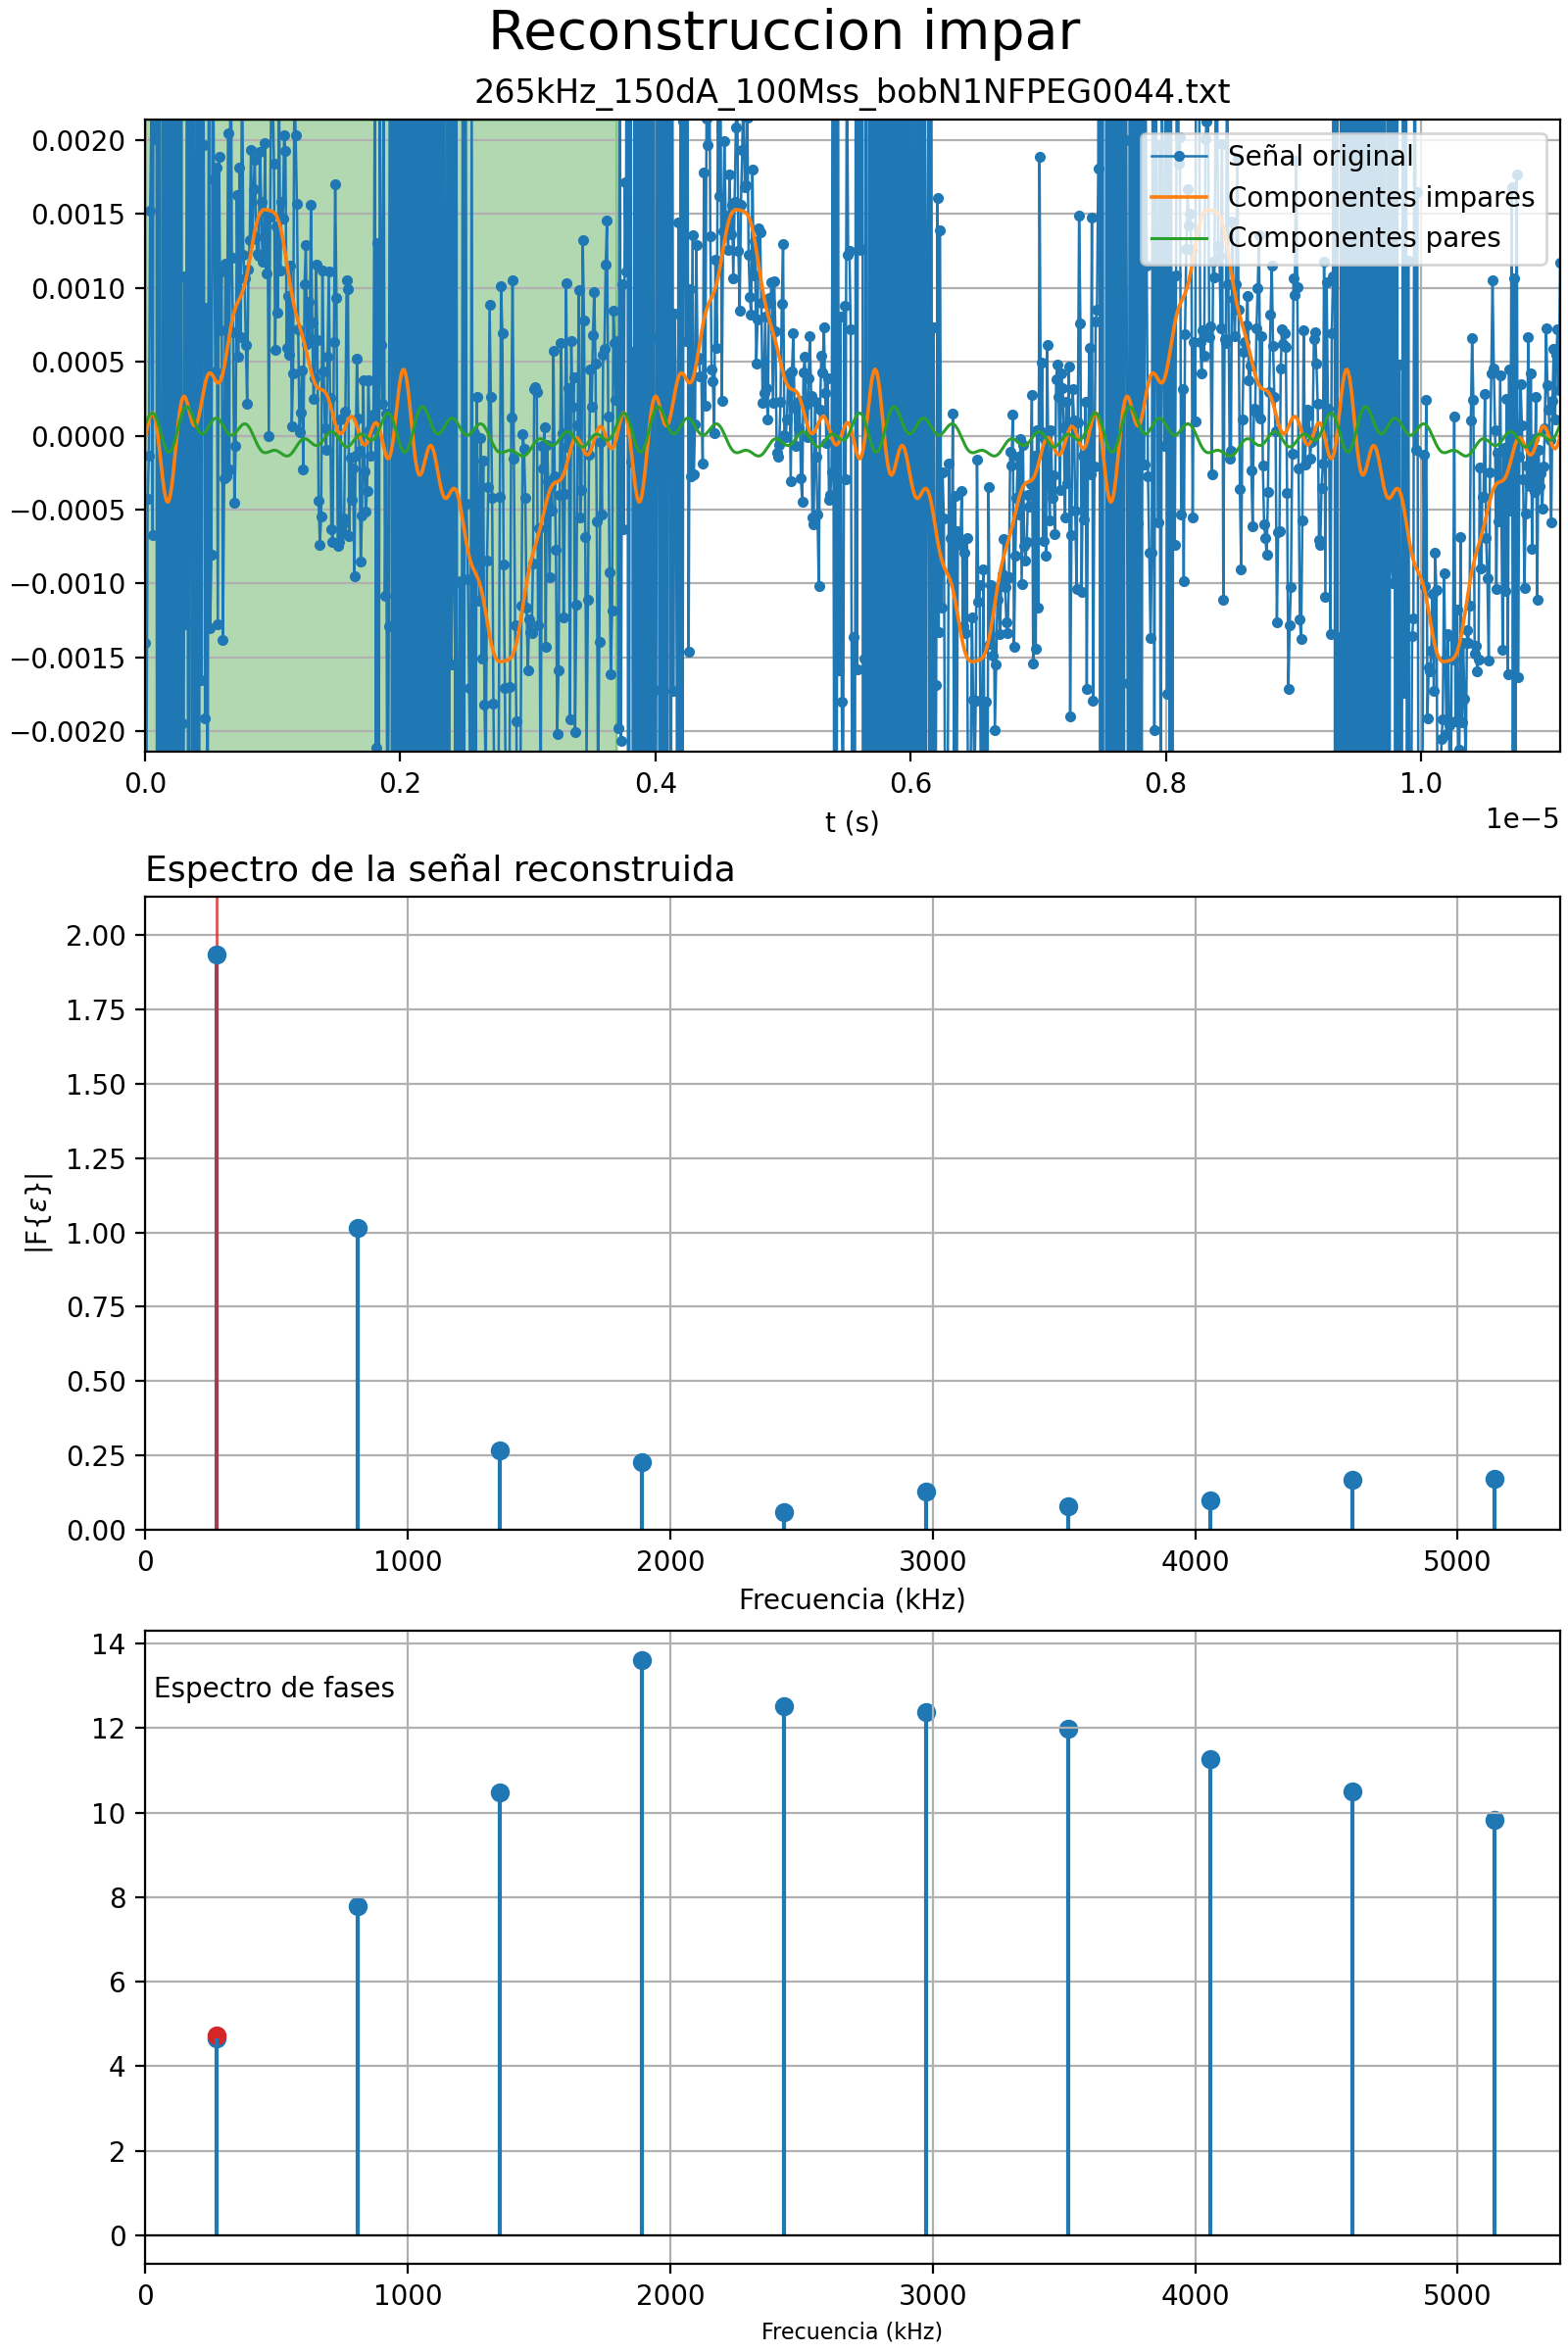 Reconstruccion impar
265kHz_150dA_100Mss_bobN1NFPEG0044.txt
0.0020
0.0015
0.0010
0.0005
0.0000
−0.0005
−0.0010
−0.0015
−0.0020
Señal original
Componentes impares
Componentes pares
0.0 0.2 0.4 0.6 0.8 1.0
t (s)
1e−5
Espectro de la señal reconstruida
2.00
1.75
1.50
1.25
1.00
0.75
0.50
0.25
0.00
|F{ε}|
0 1000 2000 3000 4000 5000
Frecuencia (kHz)
14
12
10
8
6
4
2
0
Espectro de fases
0 1000 2000 3000 4000 5000
Frecuencia (kHz)